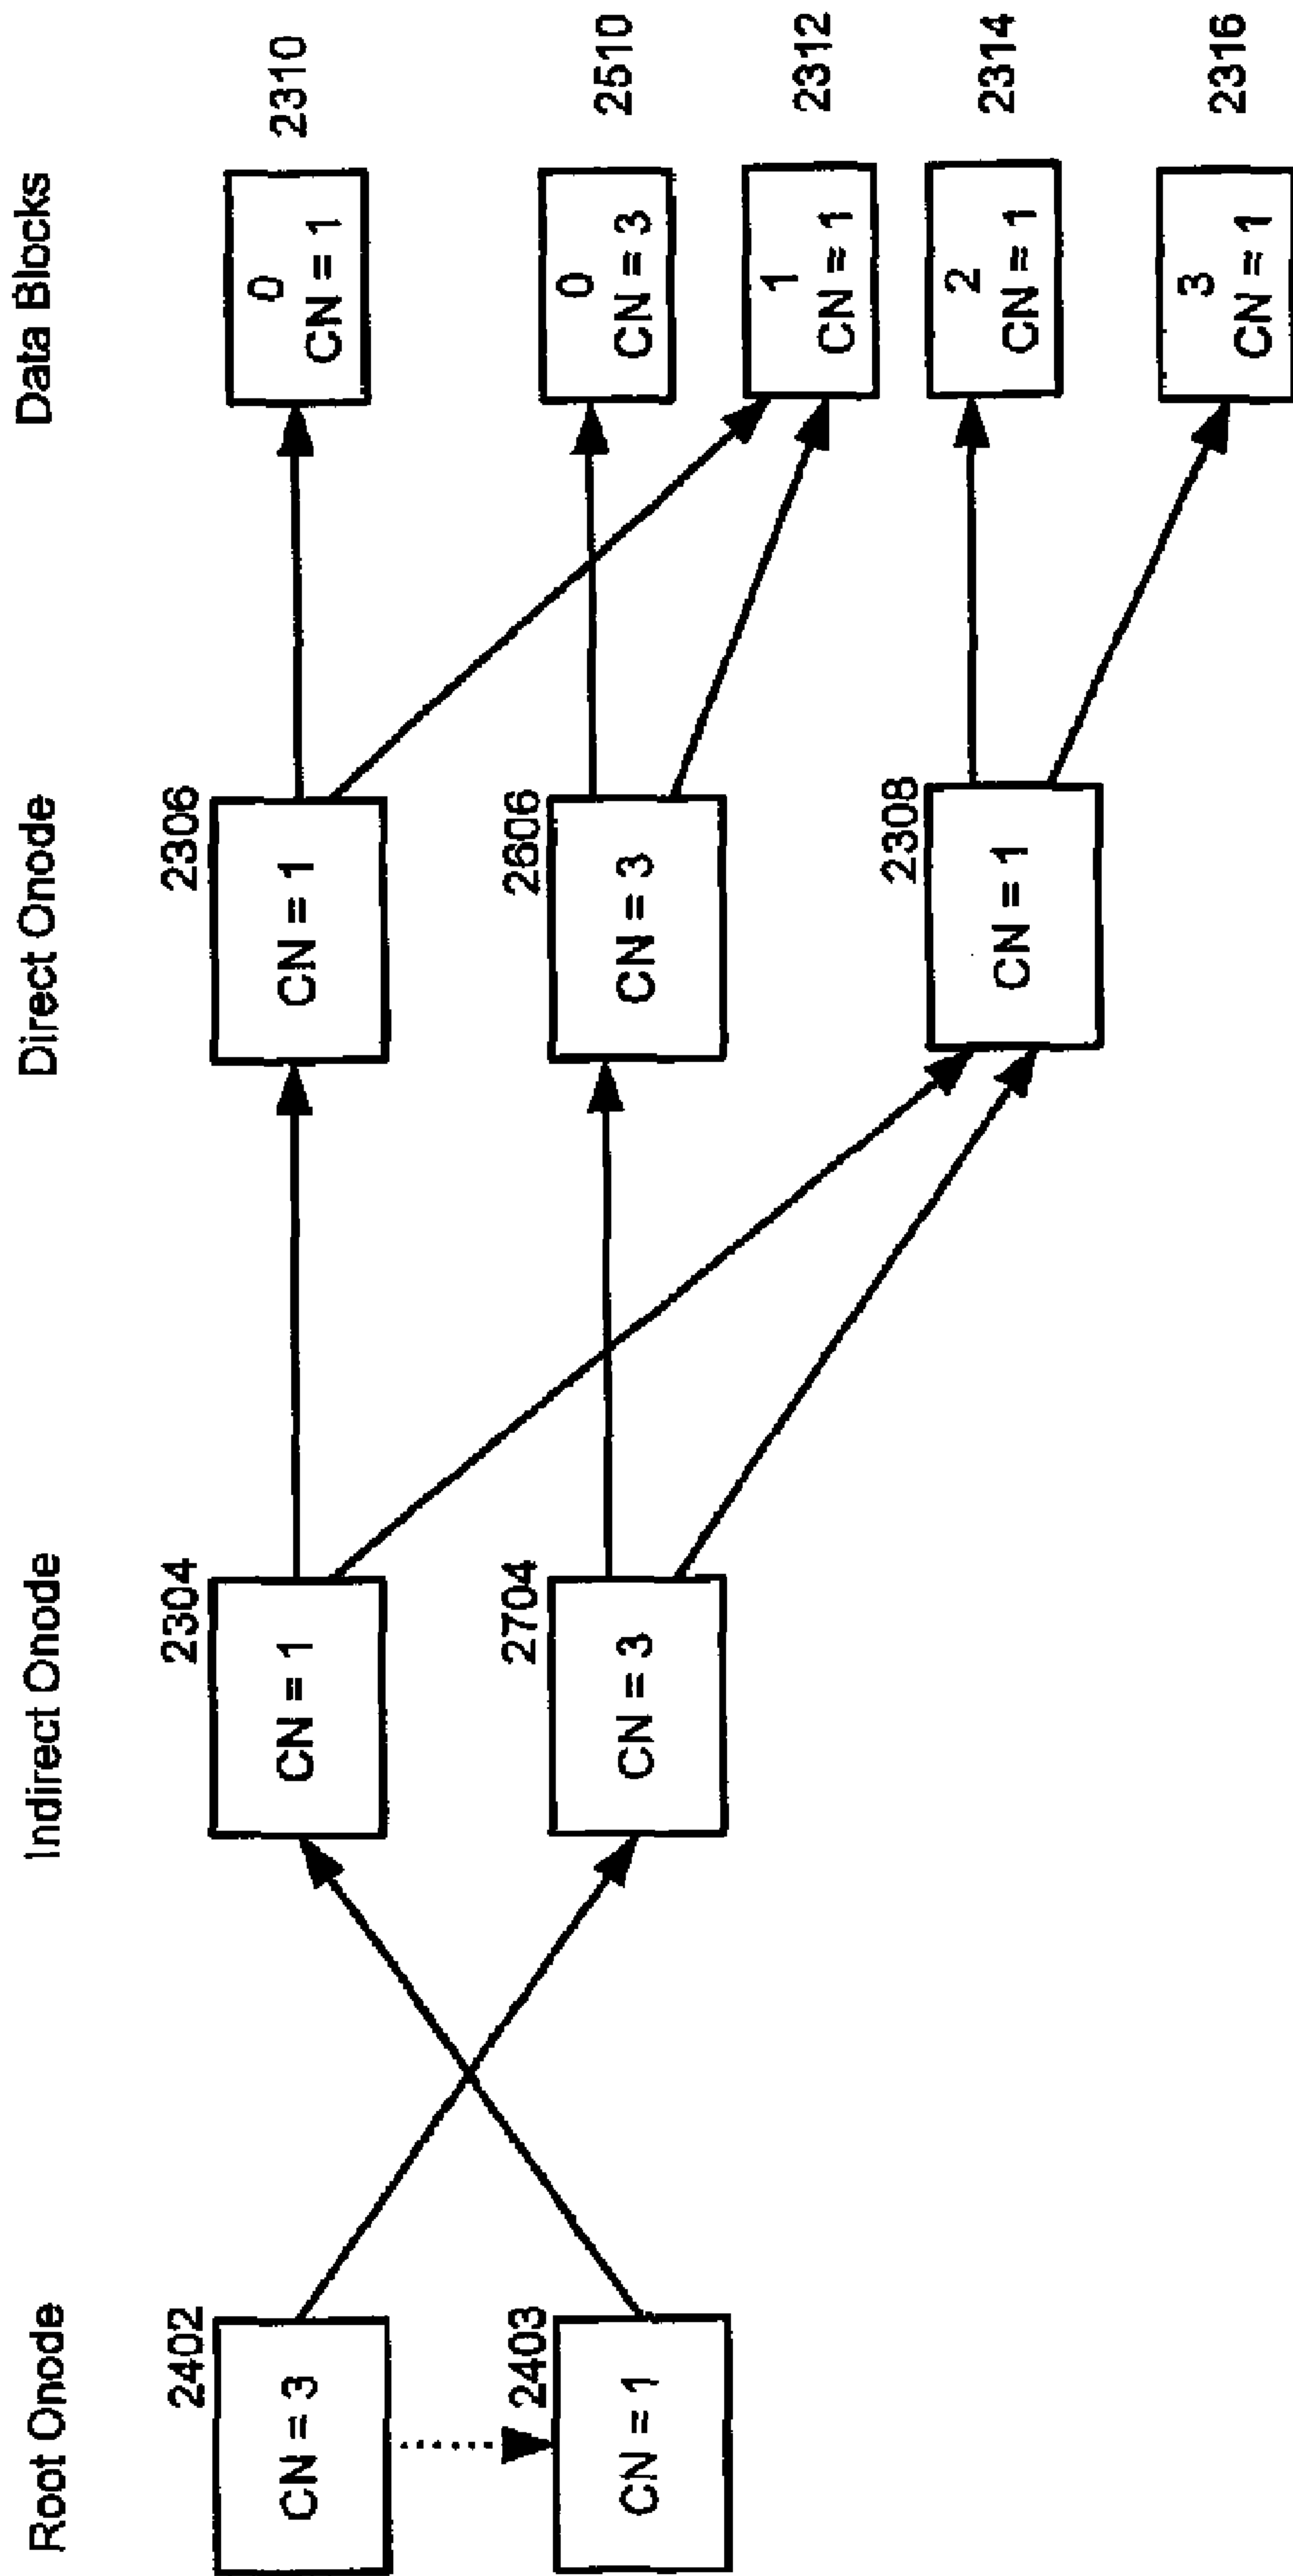 Root Onode
Indirect Onode
Direct Onode
Data Blocks
2402
CN = 3
2403
CN = 1
2304
CN = 1
2704
CN = 3
2306
CN = 1
2606
CN = 3
2308
CN = 1
0
CN = 1
2310
0
CN = 3
2510
1
CN = 1
2312
2
CN = 1
2314
3
CN = 1
2316